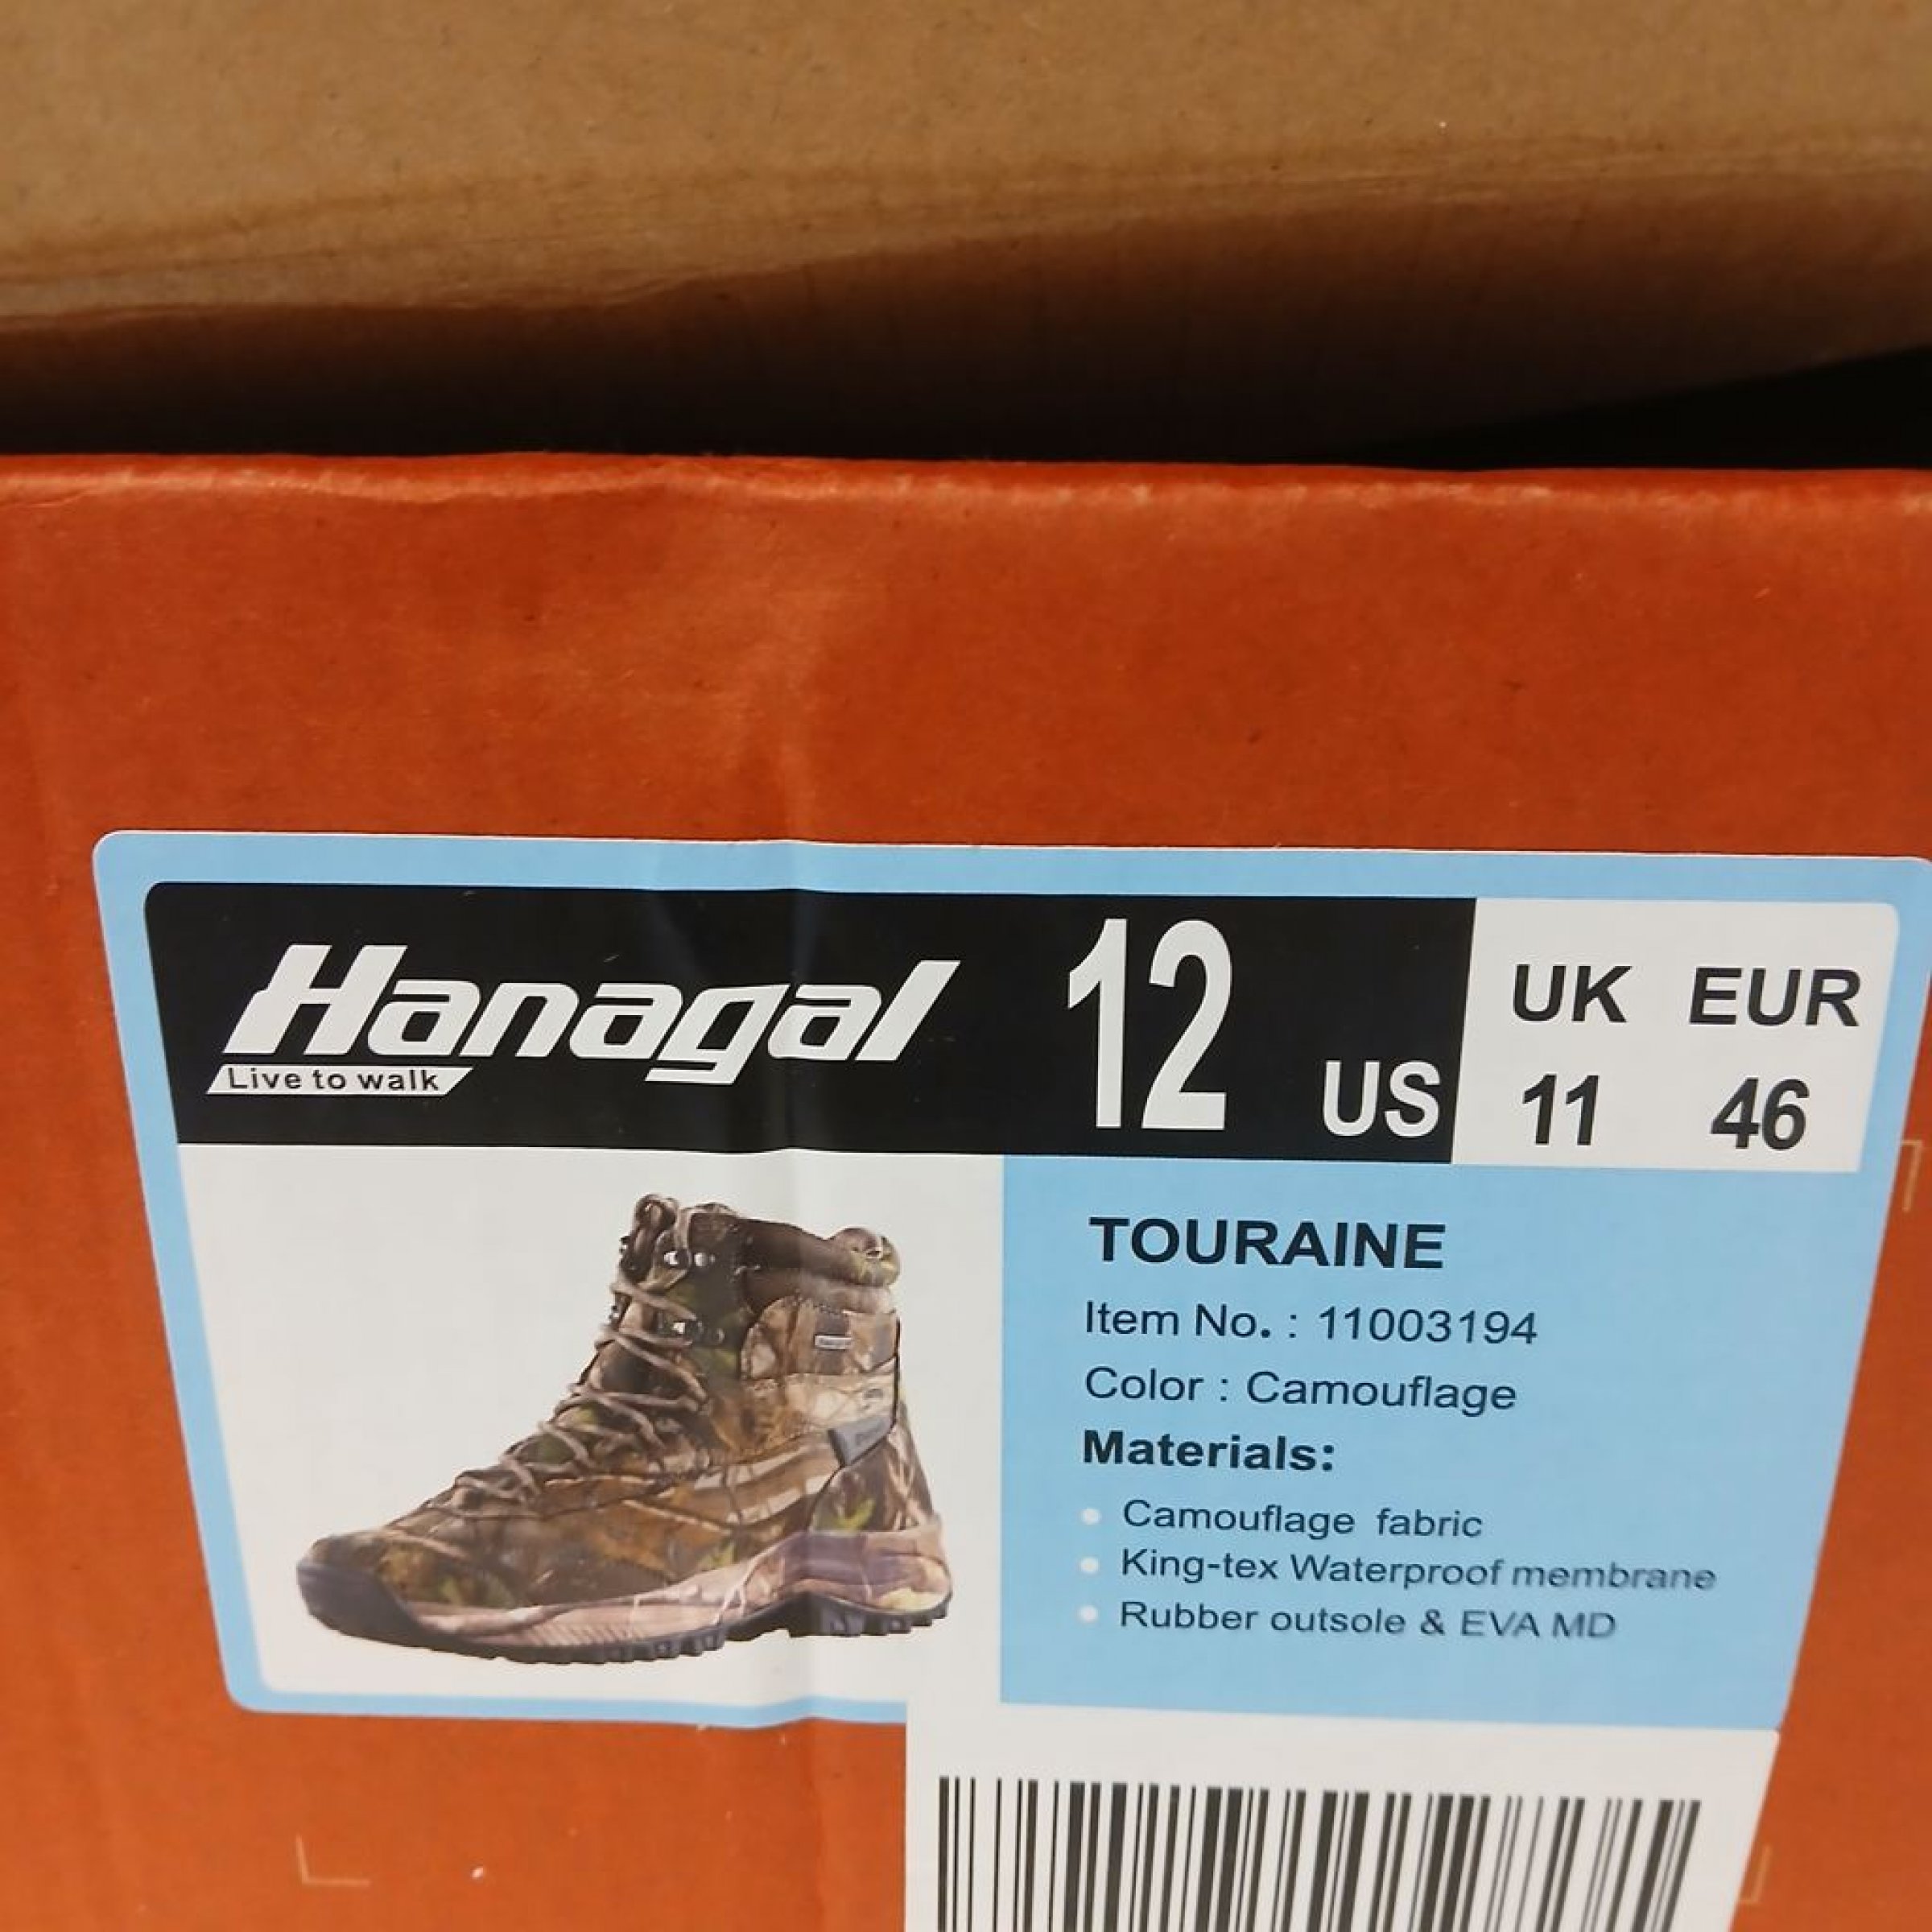 Hanagal
Live to walk
12 US
UK EUR
11 46
TOURAINE
Item No. : 11003194
Color : Camouflage
Materials:
Camouflage fabric
King-tex Waterproof membrane
Rubber outsole & EVA MD